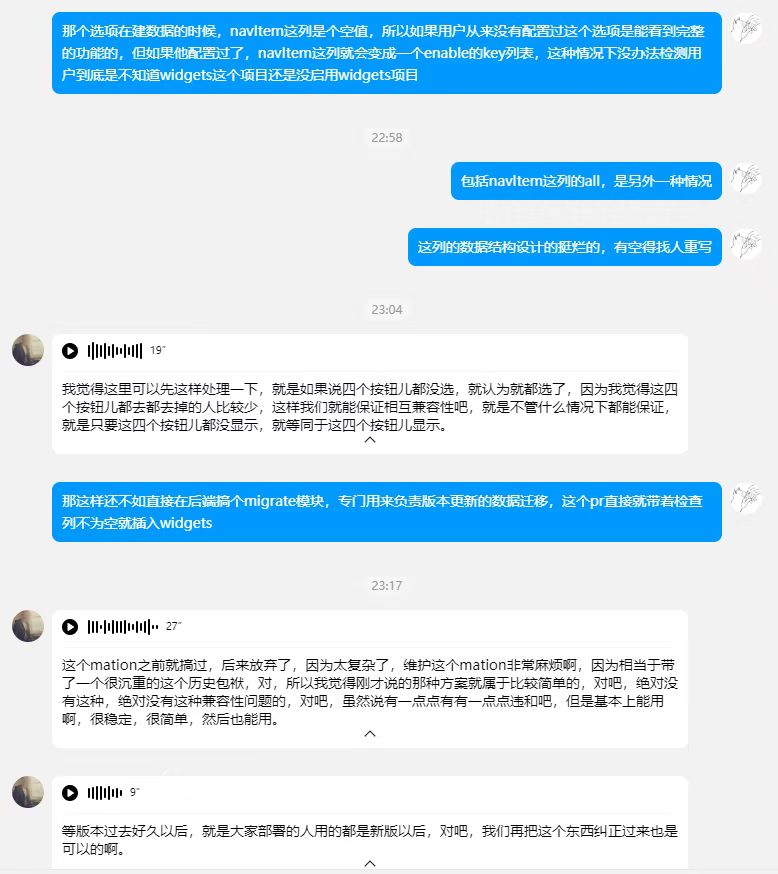 那个选项在建数据的时候，navItem这列是个空值，所以如果用户从来没有配置过这个选项是能看到完整
的功能的，但如果他配置过了，navItem这列就会变成一个enable的key列表，这种情况下没办法检测用
户到底是不知道widgets这个项目还是没启用widgets项目
22:58
包括navItem这列的all，是另外一种情况
这列的数据结构设计的挺烂的，有空得找人重写
23:04
19″
我觉得这里可以先这样处理一下，就是如果说四个按钮儿都没选，就认为就都选了，因为我觉得这四
个按钮儿都去都去掉的人比较少，这样我们就能保证相互兼容性吧，就是不管什么情况下都能保证，
就是只要这四个按钮儿都没显示，就等同于这四个按钮儿显示。
那这样还不如直接在后端搞个migrate模块，专门用来负责版本更新的数据迁移，这个pr直接就带着检查
列不为空就插入widgets
23:17
27″
这个mation之前就搞过，后来放弃了，因为太复杂了，维护这个mation非常麻烦啊，因为相当于带
了一个很沉重的这个历史包袱，对，所以我觉得刚才说的那种方案就属于比较简单的，对吧，绝对没
有这种，绝对没有这种兼容性问题的，对吧，虽然说有一点点有有一点点违和吧，但是基本上能用
啊，很稳定，很简单，然后也能用。
9″
等版本过去好久以后，就是大家部署的人用的都是新版以后，对吧，我们再把这个东西纠正过来也是
可以的啊。